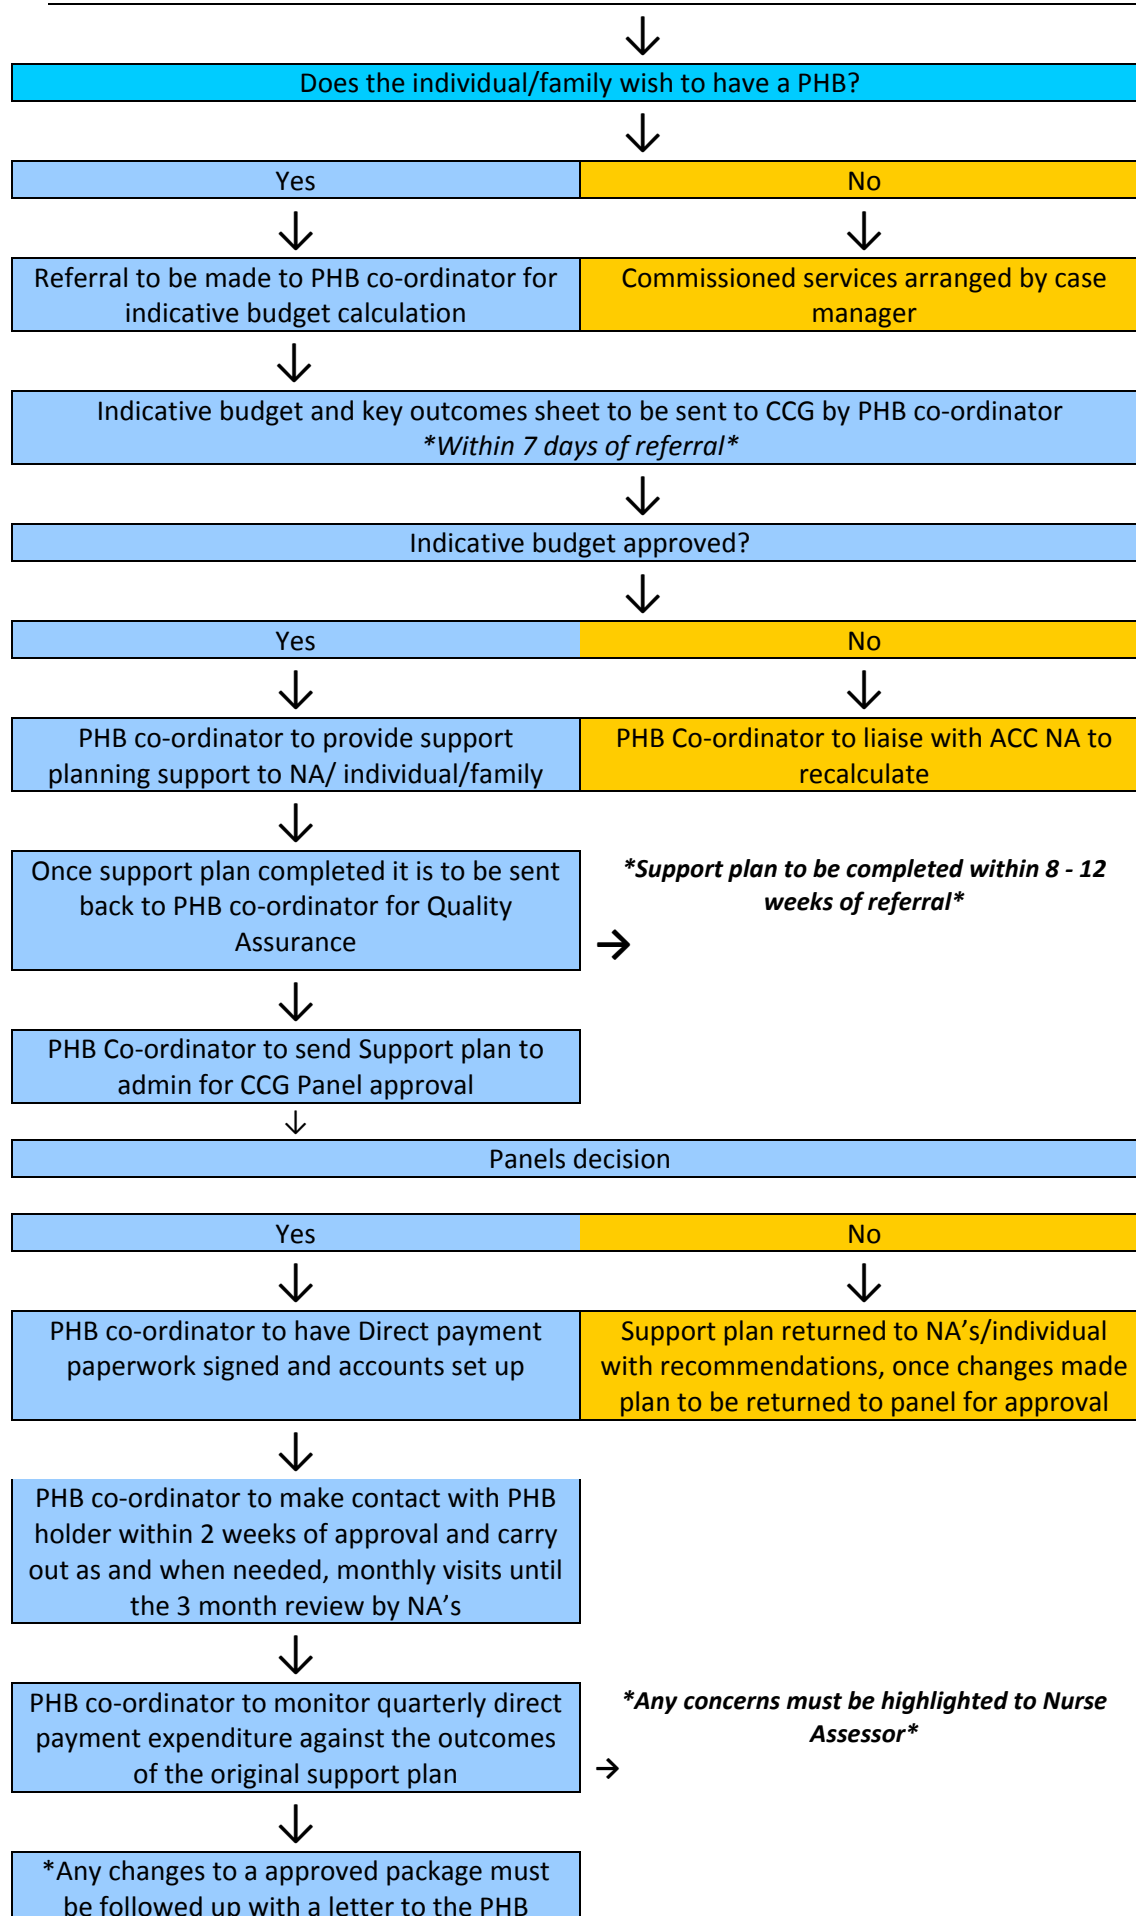 Does the individual/family wish to have a PHB?
Yes
No
Referral to be made to PHB co-ordinator for
indicative budget calculation
Commissioned services arranged by case
manager
Indicative budget and key outcomes sheet to be sent to CCG by PHB co-ordinator
*Within 7 days of referral*
Indicative budget approved?
Yes
No
PHB co-ordinator to provide support
planning support to NA/ individual/family
PHB Co-ordinator to liaise with ACC NA to
recalculate
Once support plan completed it is to be sent
back to PHB co-ordinator for Quality
Assurance
*Support plan to be completed within 8 - 12
weeks of referral*
PHB Co-ordinator to send Support plan to
admin for CCG Panel approval
Panels decision
Yes
No
PHB co-ordinator to have Direct payment
paperwork signed and accounts set up
Support plan returned to NA’s/individual
with recommendations, once changes made
plan to be returned to panel for approval
PHB co-ordinator to make contact with PHB
holder within 2 weeks of approval and carry
out as and when needed, monthly visits until
the 3 month review by NA’s
PHB co-ordinator to monitor quarterly direct
payment expenditure against the outcomes
of the original support plan
*Any concerns must be highlighted to Nurse
Assessor*
*Any changes to a approved package must
be followed up with a letter to the PHB